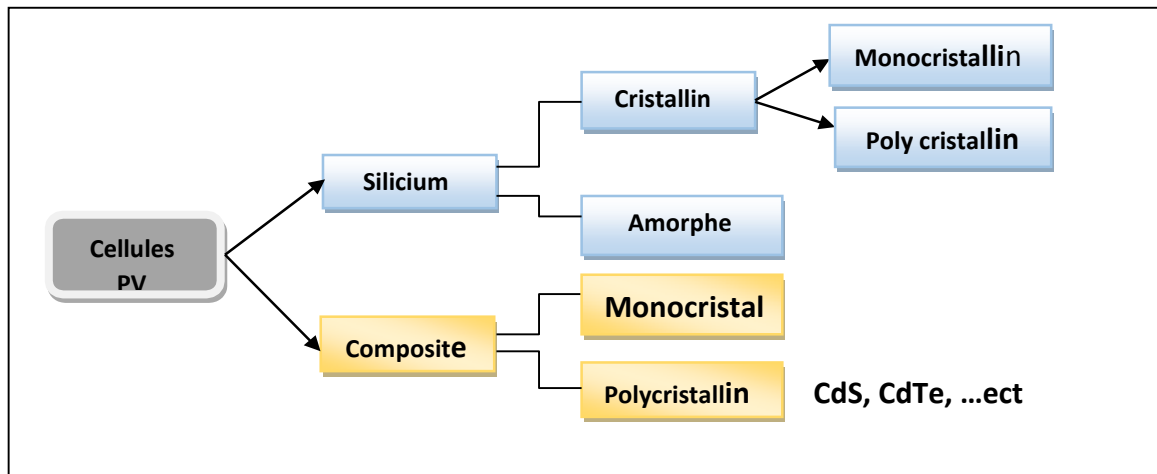 Cellules
PV
Silicium
Composite
Cristallin
Amorphe
Monocristal
Polycristallin
Monocristallin
Poly cristallin
CdS, CdTe, ...ect